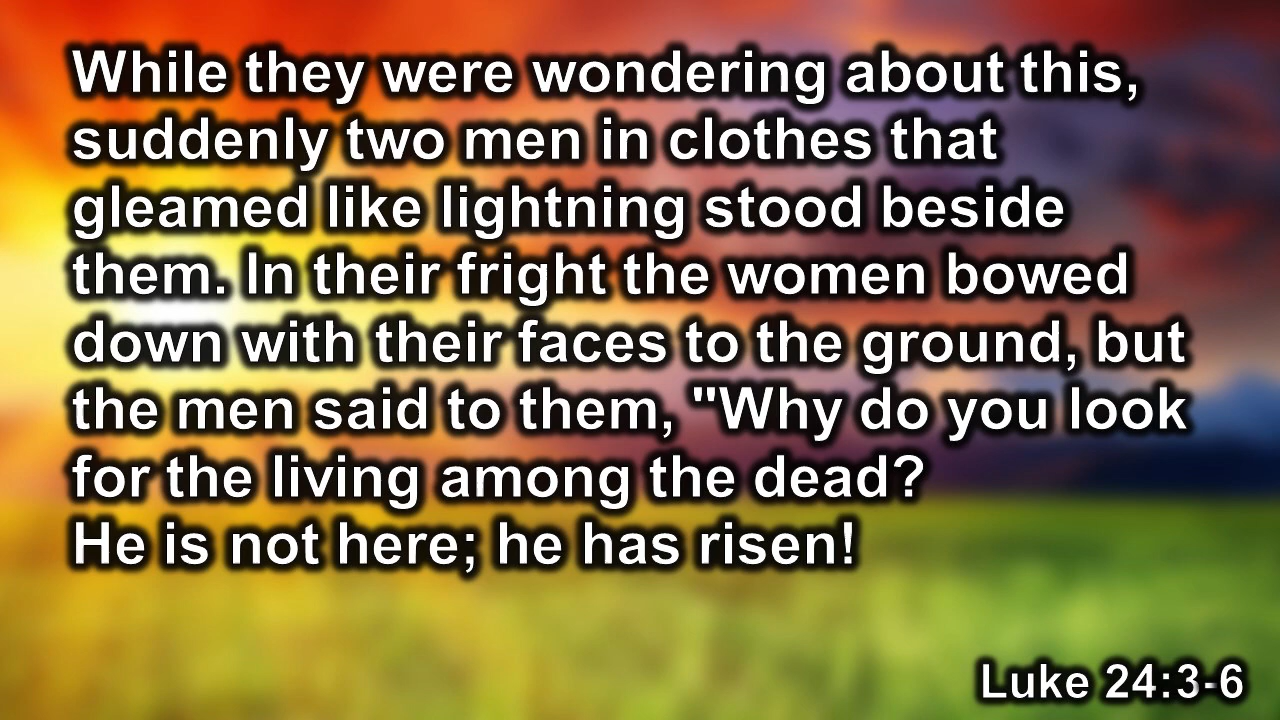 While they were wondering about this,
suddenly two men in clothes that
gleamed like lightning stood beside
them. In their fright the women bowed
down with their faces to the ground, but
the men said to them, "Why do you look
for the living among the dead?
He is not here; he has risen!
Luke 24:3-6